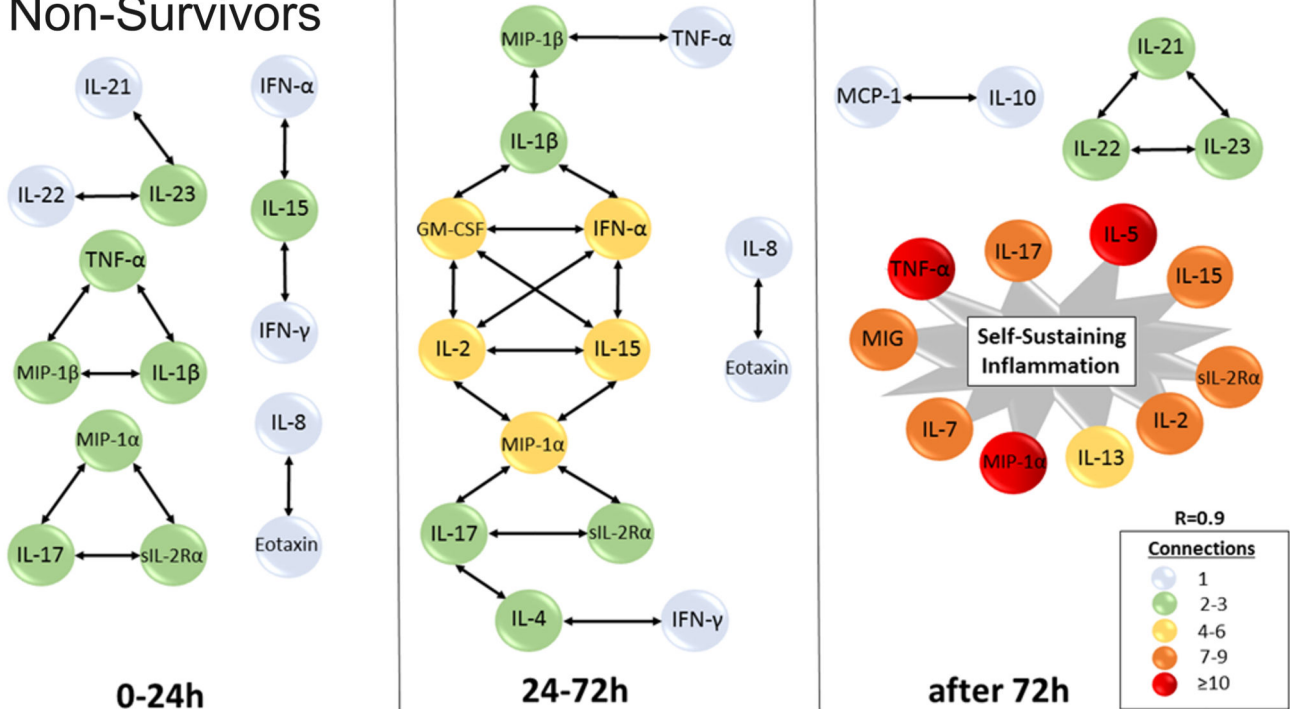 Non-Survivors
IL-21
IFN-α
IL-22
IL-23
IL-15
TNF-α
IFN-γ
MIP-1β
IL-1β
MIP-1α
IL-8
IL-17
sIL-2Rα
Eotaxin
0-24h
MIP-1β
TNF-α
IL-1β
GM-CSF
IFN-α
IL-8
IL-2
IL-15
Eotaxin
MIP-1α
IL-17
sIL-2Rα
IL-4
IFN-γ
24-72h
IL-21
MCP-1
IL-10
IL-22
IL-23
TNF-α
IL-17
IL-5
IL-15
MIG
Self-Sustaining
Inflammation
sIL-2Rα
IL-7
MIP-1α
IL-13
IL-2
after 72h
R=0.9
Connections
1
2-3
4-6
7-9
≥10